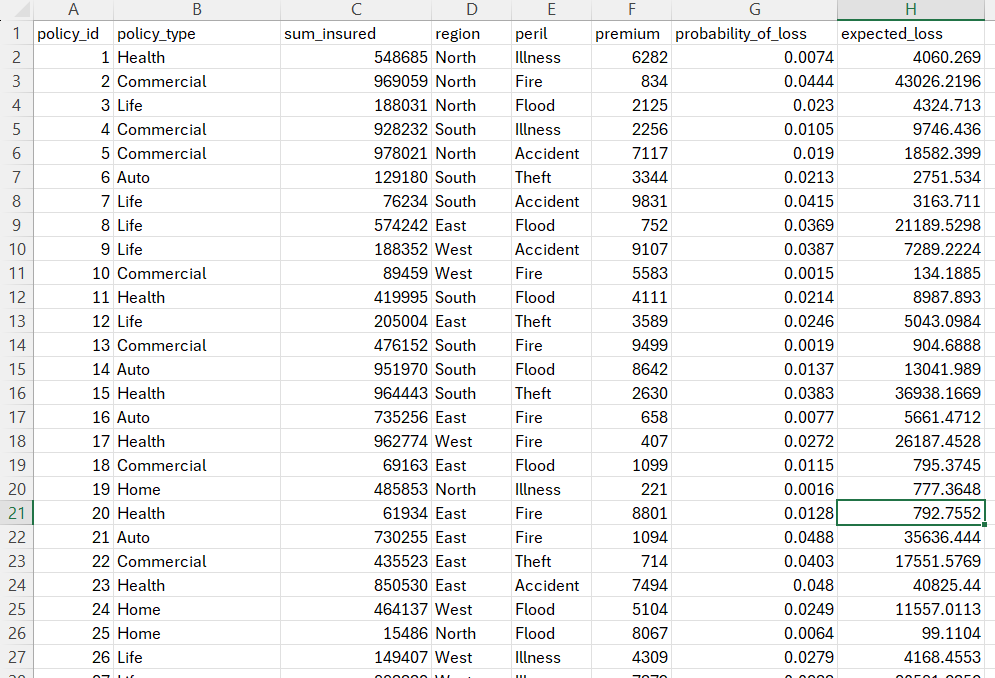 A B C D E F G H
1 policy_id policy_type sum_insured region peril premium probability_of_loss expected_loss
2 1 Health 548685 North Illness 6282 0.0074 4060.269
3 2 Commercial 969059 North Fire 834 0.0444 43026.2196
4 3 Life 188031 North Flood 2125 0.023 4324.713
5 4 Commercial 928232 South Illness 2256 0.0105 9746.436
6 5 Commercial 978021 North Accident 7117 0.019 18582.399
7 6 Auto 129180 South Theft 3344 0.0213 2751.534
8 7 Life 76234 South Accident 9831 0.0415 3163.711
9 8 Life 574242 East Flood 752 0.0369 21189.5298
10 9 Life 188352 West Accident 9107 0.0387 7289.2224
11 10 Commercial 89459 West Fire 5583 0.0015 134.1885
12 11 Health 419995 South Flood 4111 0.0214 8987.893
13 12 Life 205004 East Theft 3589 0.0246 5043.0984
14 13 Commercial 476152 South Fire 9499 0.0019 904.6888
15 14 Auto 951970 South Flood 8642 0.0137 13041.989
16 15 Health 964443 South Theft 2630 0.0383 36938.1669
17 16 Auto 735256 East Fire 658 0.0077 5661.4712
18 17 Health 962774 West Fire 407 0.0272 26187.4528
19 18 Commercial 69163 East Flood 1099 0.0115 795.3745
20 19 Home 485853 North Illness 221 0.0016 777.3648
21 20 Health 61934 East Fire 8801 0.0128 792.7552
22 21 Auto 730255 East Fire 1094 0.0488 35636.444
23 22 Commercial 435523 East Theft 714 0.0403 17551.5769
24 23 Health 850530 East Accident 7494 0.048 40825.44
25 24 Home 464137 West Flood 5104 0.0249 11557.0113
26 25 Home 15486 North Flood 8067 0.0064 99.1104
27 26 Life 149407 West Illness 4309 0.0279 4168.4553